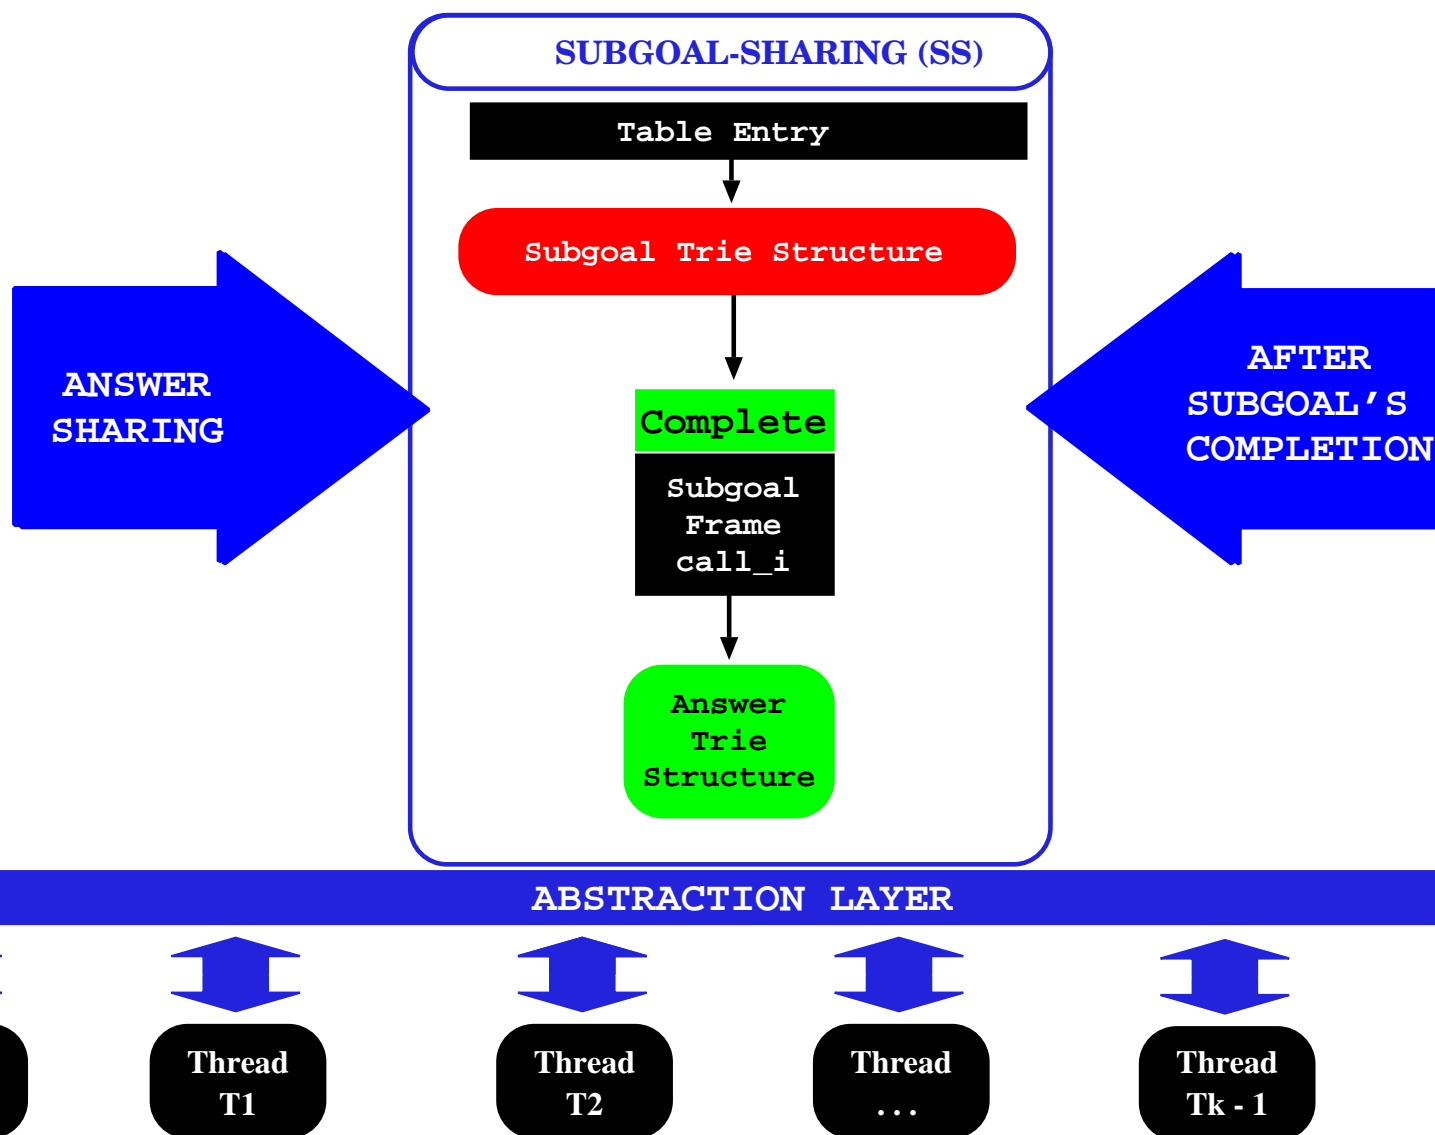 SUBGOAL-SHARING (SS)
Table Entry
Subgoal Trie Structure
ANSWER
SHARING
AFTER
SUBGOAL'S
COMPLETION
Complete
Subgoal
Frame
call_i
Answer
Trie
Structure
ABSTRACTION LAYER
Thread
T1
Thread
T2
Thread
. . .
Thread
Tk - 1